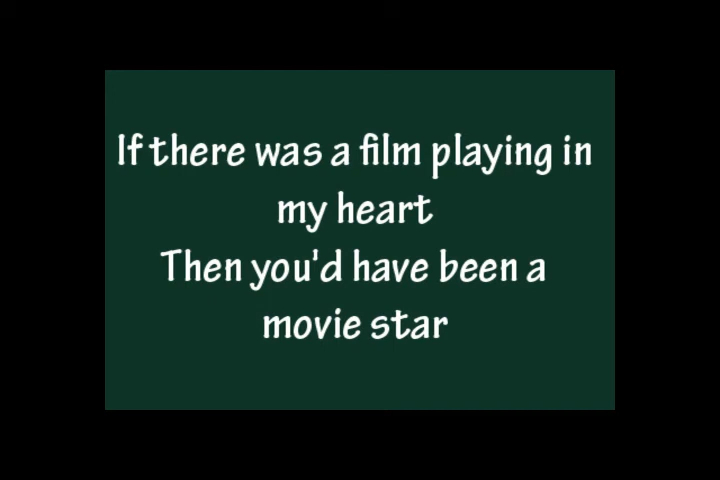 If there was a film playing in
my heart
Then you'd have been a
movie star